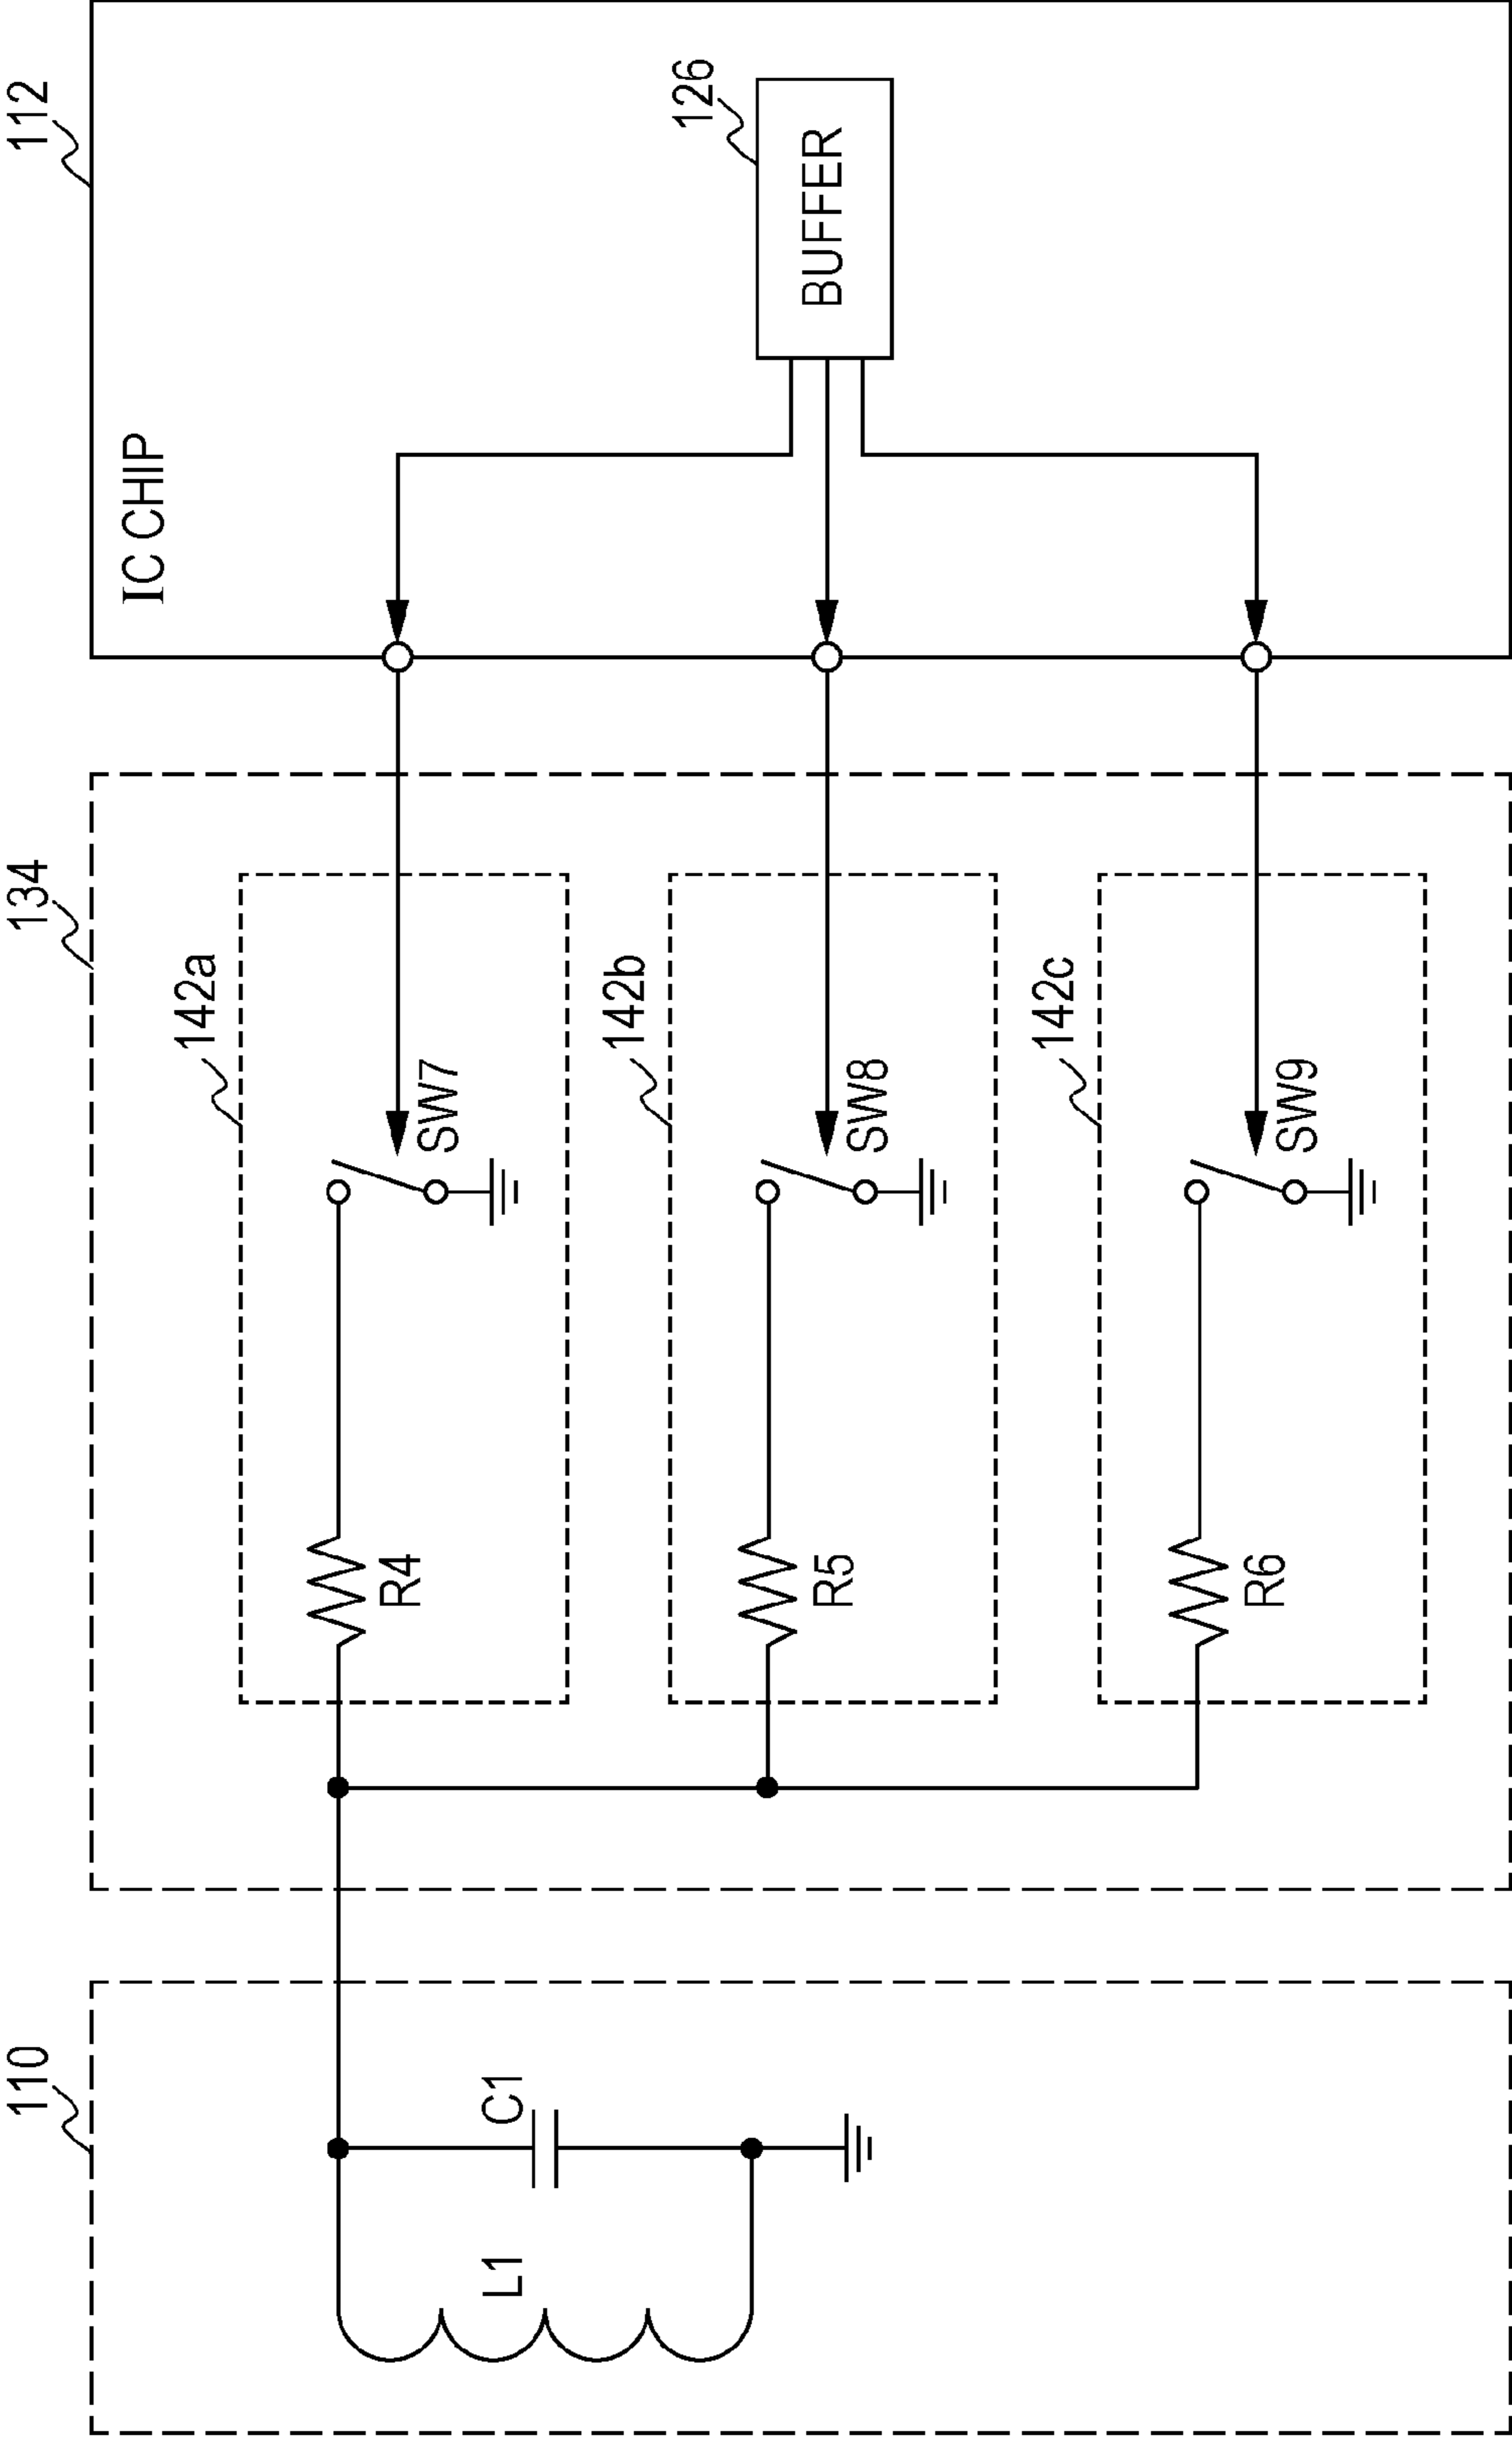 110
134
112
IC CHIP
142a
R4
SW7
L1
C1
142b
R5
SW8
126
BUFFER
142c
R6
SW9